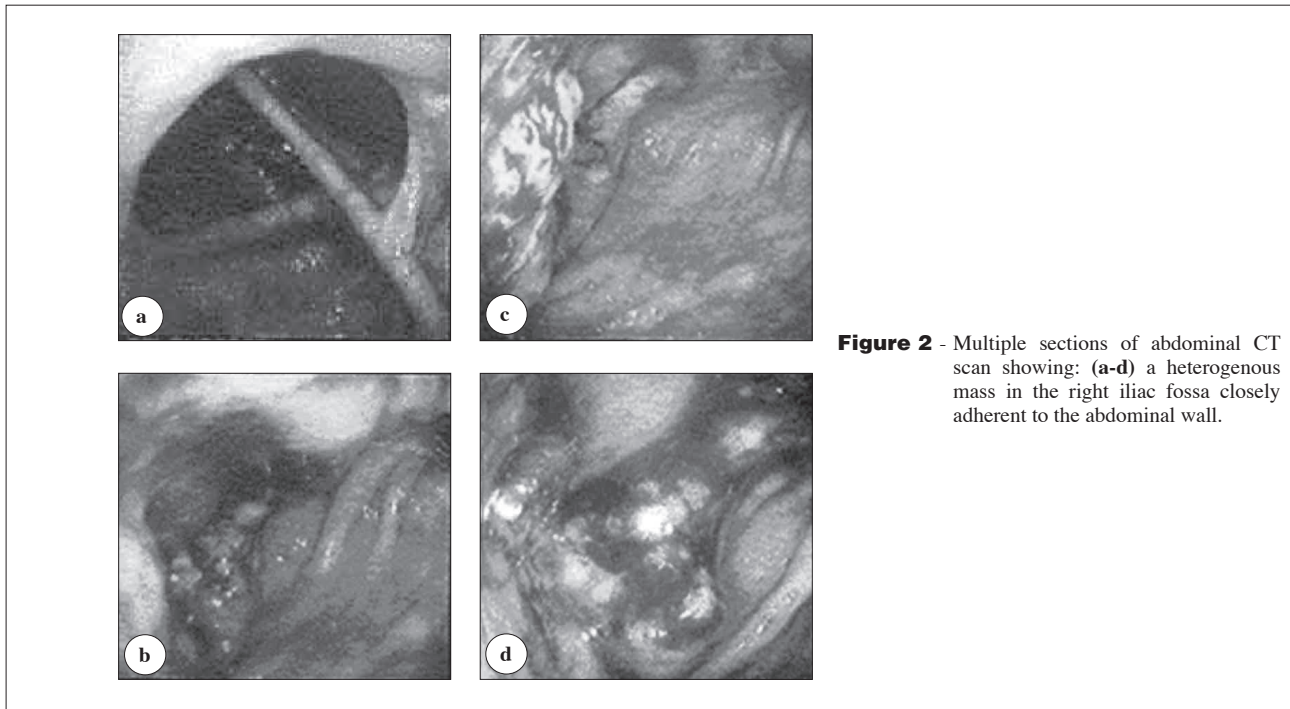 a
c
b
d
Figure 2 - Multiple sections of abdominal CT
scan showing: (a-d) a heterogenous
mass in the right iliac fossa closely
adherent to the abdominal wall.